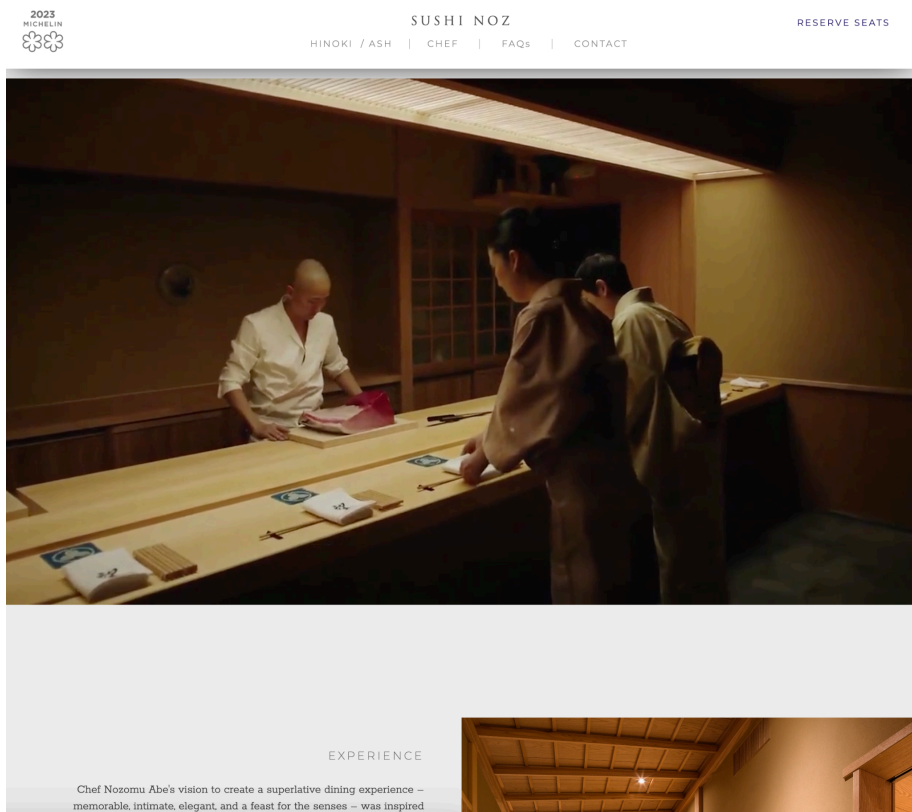 2023
MICHELIN
SUSHI NOZ
RESERVE SEATS
HINOKI / ASH | CHEF | FAQs | CONTACT
EXPERIENCE
Chef Nozomu Abe's vision to create a superlative dining experience –
memorable, intimate, elegant, and a feast for the senses – was inspired